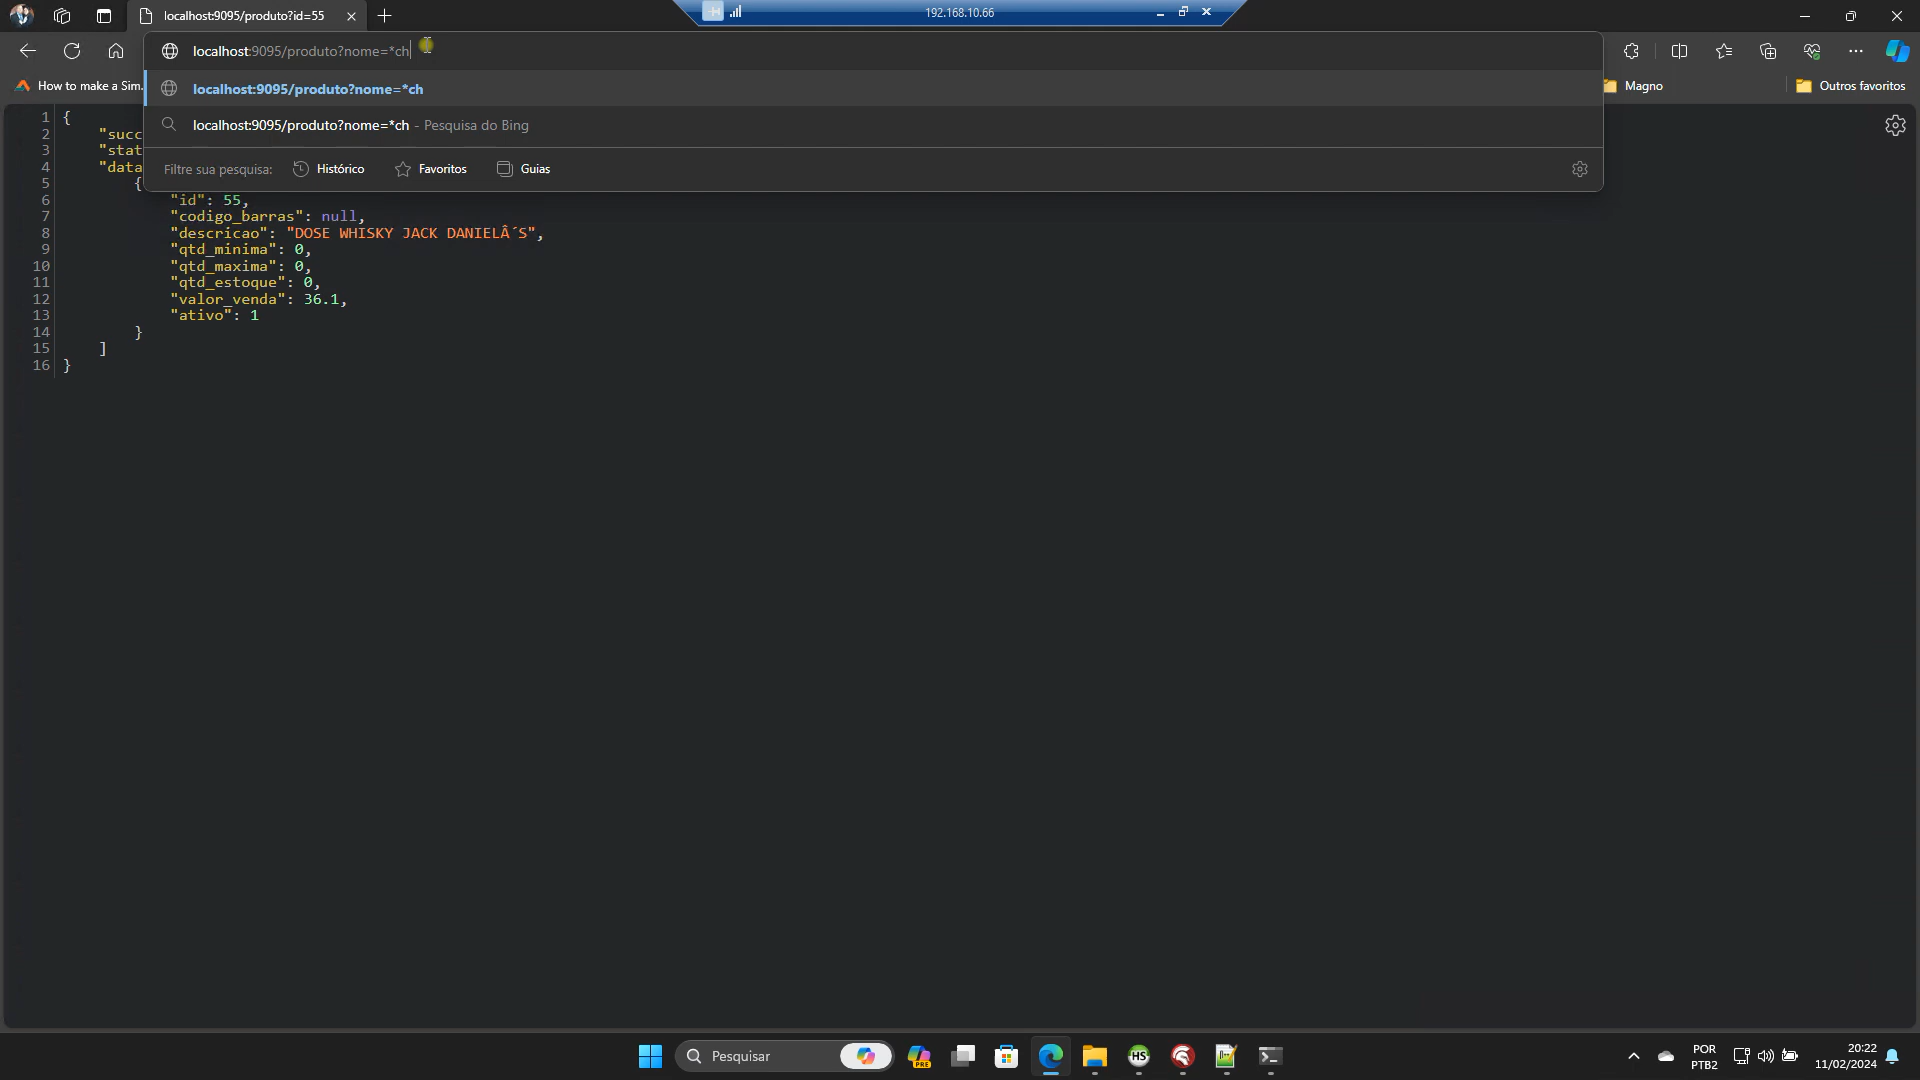 localhost:9095/produto?id=55
192.168.10.66
localhost:9095/produto?nome=*ch
How to make a Sim...
localhost:9095/produto?nome=*ch
Magno
Outros favoritos
localhost:9095/produto?nome=*ch - Pesquisa do Bing
Filtre sua pesquisa: Histórico Favoritos Guias
1 {
2 "succ
3 "stat
4 "data
5 {
6 "id": 55,
7 "codigo_barras": null,
8 "descricao": "DOSE WHISKY JACK DANIELÂ´S",
9 "qtd_minima": 0,
10 "qtd_maxima": 0,
11 "qtd_estoque": 0,
12 "valor_venda": 36.1,
13 "ativo": 1
14 }
15 ]
16 }
Pesquisar
PRE
HS
POR
PTB2
20:22
11/02/2024